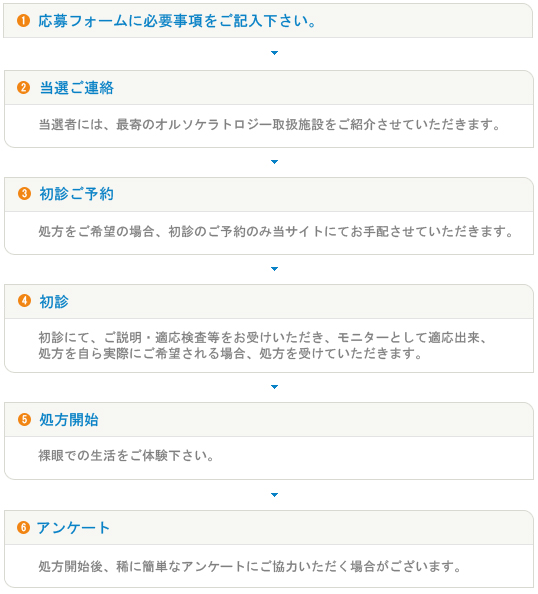 1 応募フォームに必要事項をご記入下さい。
2 当選ご連絡
当選者には、最寄のオルソケラトロジー取扱施設をご紹介させていただきます。
3 初診ご予約
処方をご希望の場合、初診のご予約のみ当サイトにてお手配させていただきます。
4 初診
初診にて、ご説明・適応検査等をお受けいただき、モニターとして適応出来、
処方を自ら実際にご希望される場合、処方を受けていただきます。
5 処方開始
裸眼での生活をご体験下さい。
6 アンケート
処方開始後、稀に簡単なアンケートにご協力いただく場合がございます。